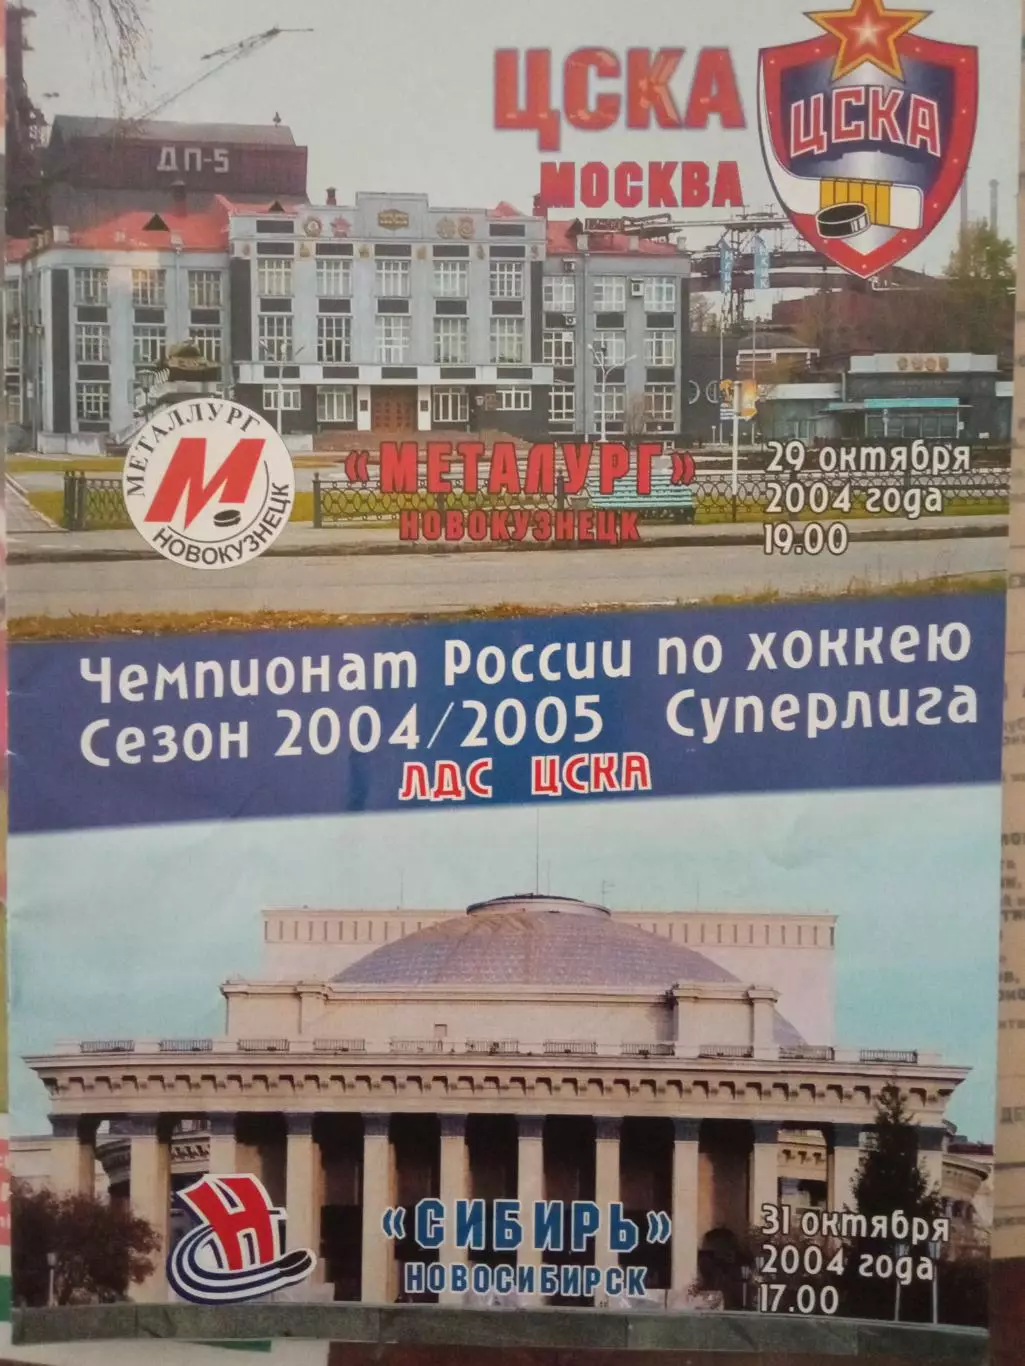 ЦСКА
МОСКВА
ЦСКА
ДП-5
МЕТАЛЛУРГ
НОВОКУЗНЕЦК
«МЕТАЛУРГ»
НОВОКУЗНЕЦК
29 октября
2004 года
19.00
Чемпионат России по хоккею
Сезон 2004/2005 Суперлига
ЛДС ЦСКА
«СИБИРЬ»
НОВОСИБИРСК
31 октября
2004 года
17.00